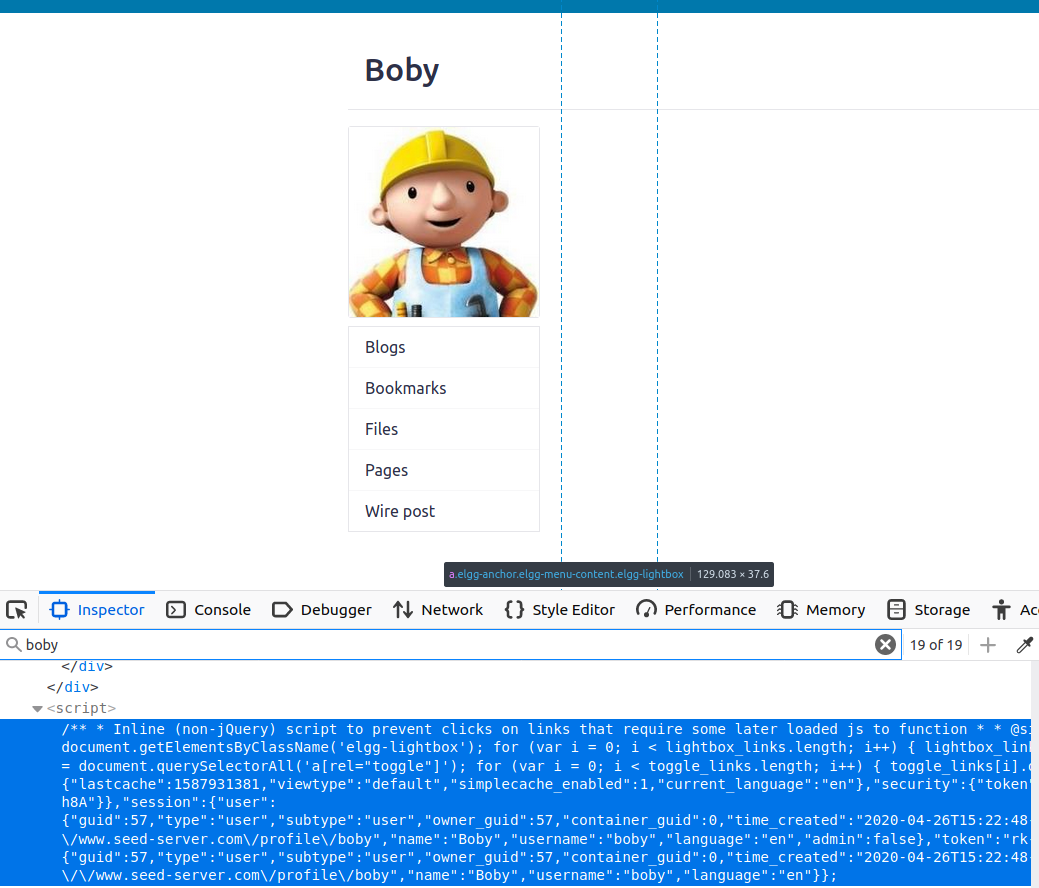 Boby
Blogs
Bookmarks
Files
Pages
Wire post
a.elgg-anchor.elgg-menu-content.elgg-lightbox 129.083 × 37.6
Inspector Console Debugger Network Style Editor Performance Memory Storage Ac
boby 19 of 19
</div>
</div>
<script>
/** * Inline (non-jQuery) script to prevent clicks on links that require some later loaded js to function * * @si
document.getElementsByClassName('elgg-lightbox'); for (var i = 0; i < lightbox_links.length; i++) { lightbox_lin
= document.querySelectorAll('a[rel="toggle"]'); for (var i = 0; i < toggle_links.length; i++) { toggle_links[i].
{"lastcache":1587931381,"viewtype":"default","simplecache_enabled":1,"current_language":"en"},"security":{"token"
h8A"}},"session":{"user":
{"guid":57,"type":"user","subtype":"user","owner_guid":57,"container_guid":0,"time_created":"2020-04-26T15:22:48-
\/www.seed-server.com\/profile\/boby","name":"Boby","username":"boby","language":"en","admin":false},"token":"rk-
{"guid":57,"type":"user","subtype":"user","owner_guid":57,"container_guid":0,"time_created":"2020-04-26T15:22:48-
\/\/www.seed-server.com\/profile\/boby","name":"Boby","username":"boby","language":"en"}};